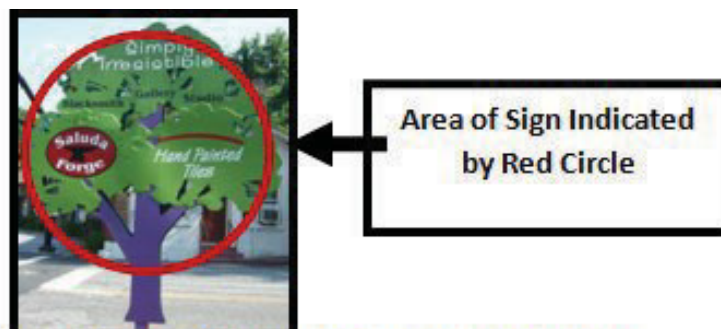 Simply
Irresistible
Blacksmith Gallery Studio
Saluda
Forge
Hand Painted
Tiles
Area of Sign Indicated
by Red Circle